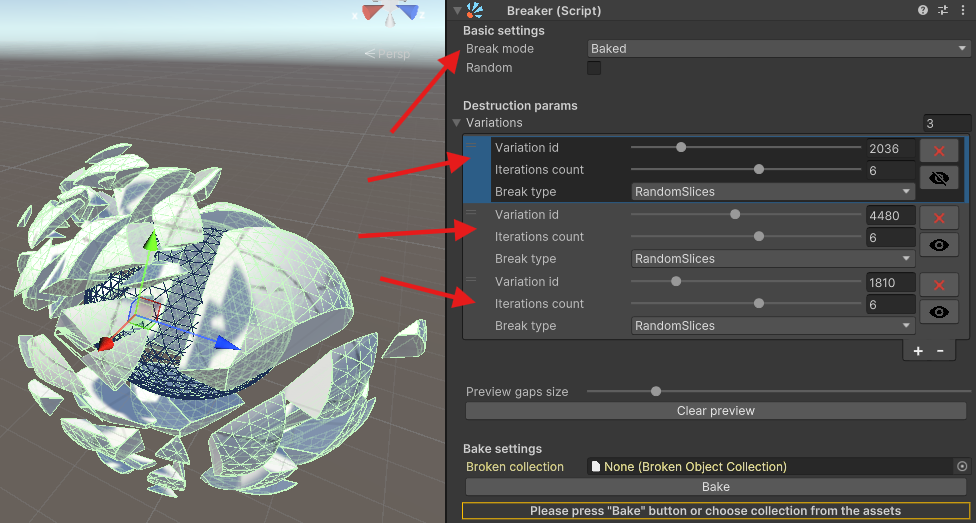 X
Z
Persp
Breaker (Script)
Basic settings
Break mode Baked
Random
Destruction params
Variations 3
Variation id 2036
Iterations count 6
Break type RandomSlices
Variation id 4480
Iterations count 6
Break type RandomSlices
Variation id 1810
Iterations count 6
Break type RandomSlices
+ -
Preview gaps size
Clear preview
Bake settings
Broken collection None (Broken Object Collection)
Bake
Please press "Bake" button or choose collection from the assets